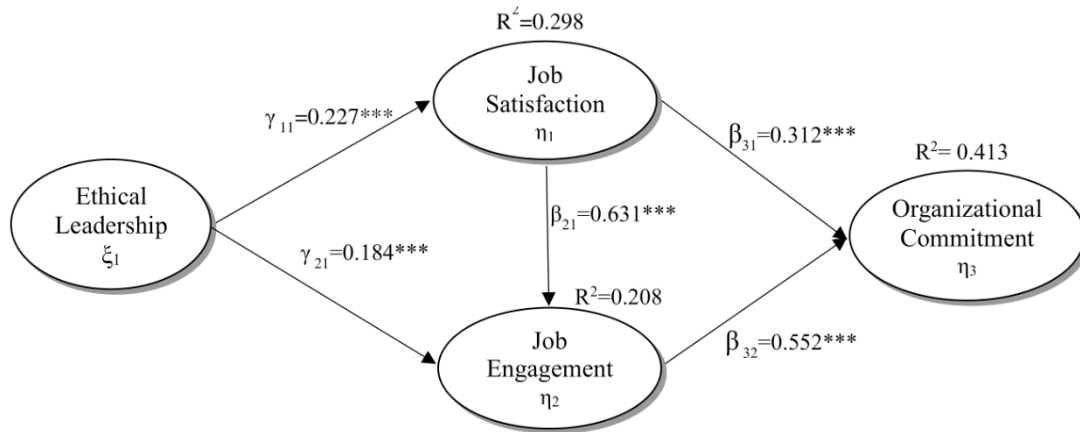 R²=0.298
Job
Satisfaction
η₁
γ₁₁=0.227***
β₃₁=0.312***
R²= 0.413
Ethical
Leadership
ξ₁
β₂₁=0.631***
Organizational
Commitment
η₃
γ₂₁=0.184***
R²=0.208
Job
Engagement
η₂
β₃₂=0.552***